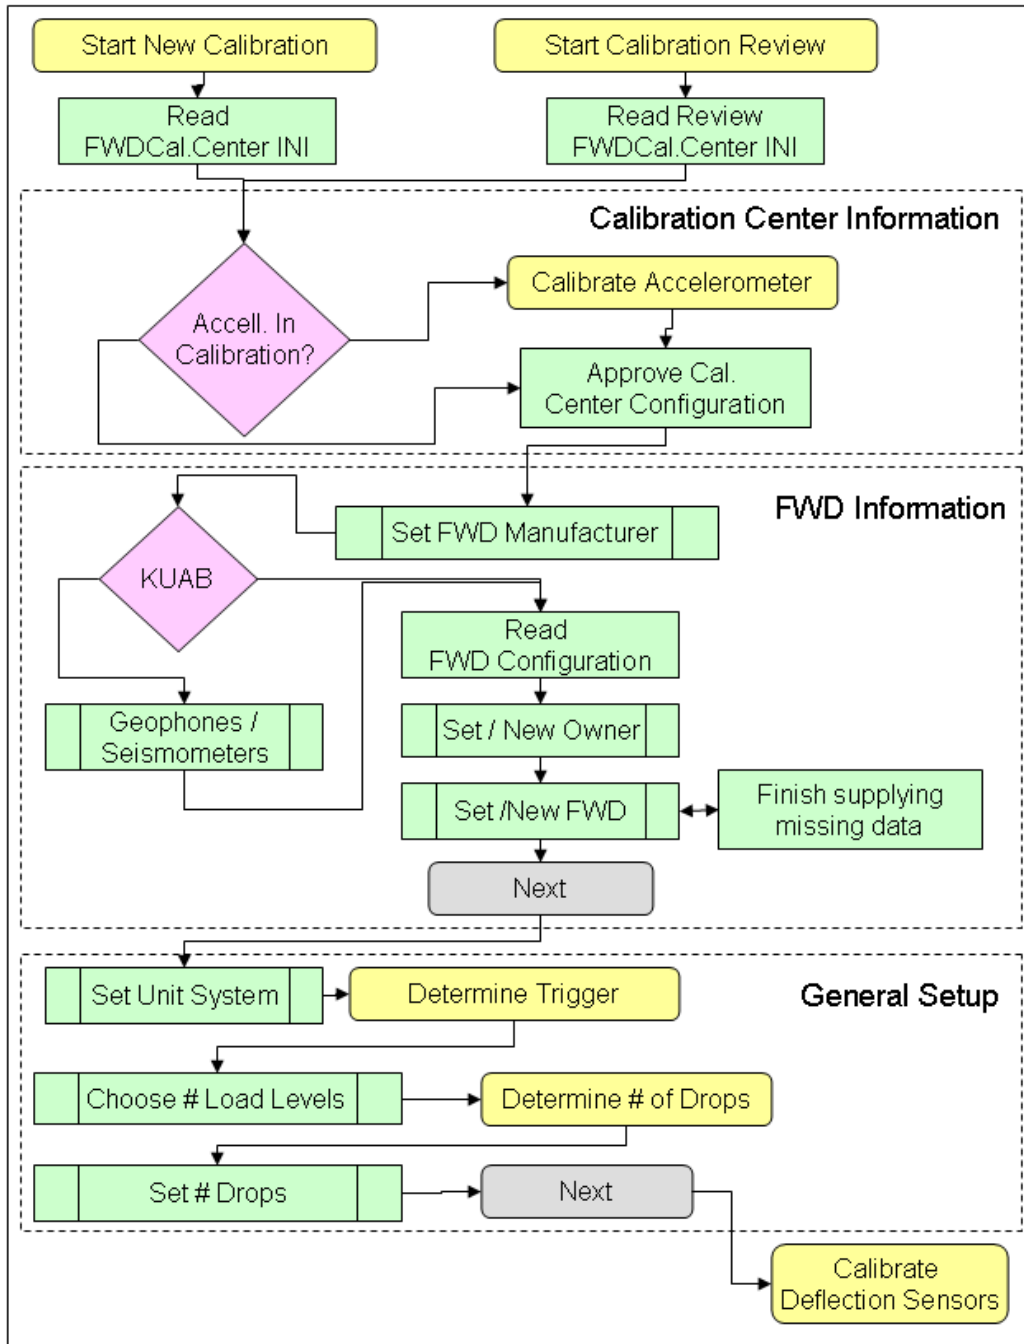 Start New Calibration
Start Calibration Review
Read
FWDCal.Center INI
Read Review
FWDCal.Center INI
Calibration Center Information
Accell. In
Calibration?
Calibrate Accelerometer
Approve Cal.
Center Configuration
FWD Information
Set FWD Manufacturer
KUAB
Read
FWD Configuration
Geophones /
Seismometers
Set / New Owner
Set /New FWD
Finish supplying
missing data
Next
General Setup
Set Unit System
Determine Trigger
Choose # Load Levels
Determine # of Drops
Set # Drops
Next
Calibrate
Deflection Sensors